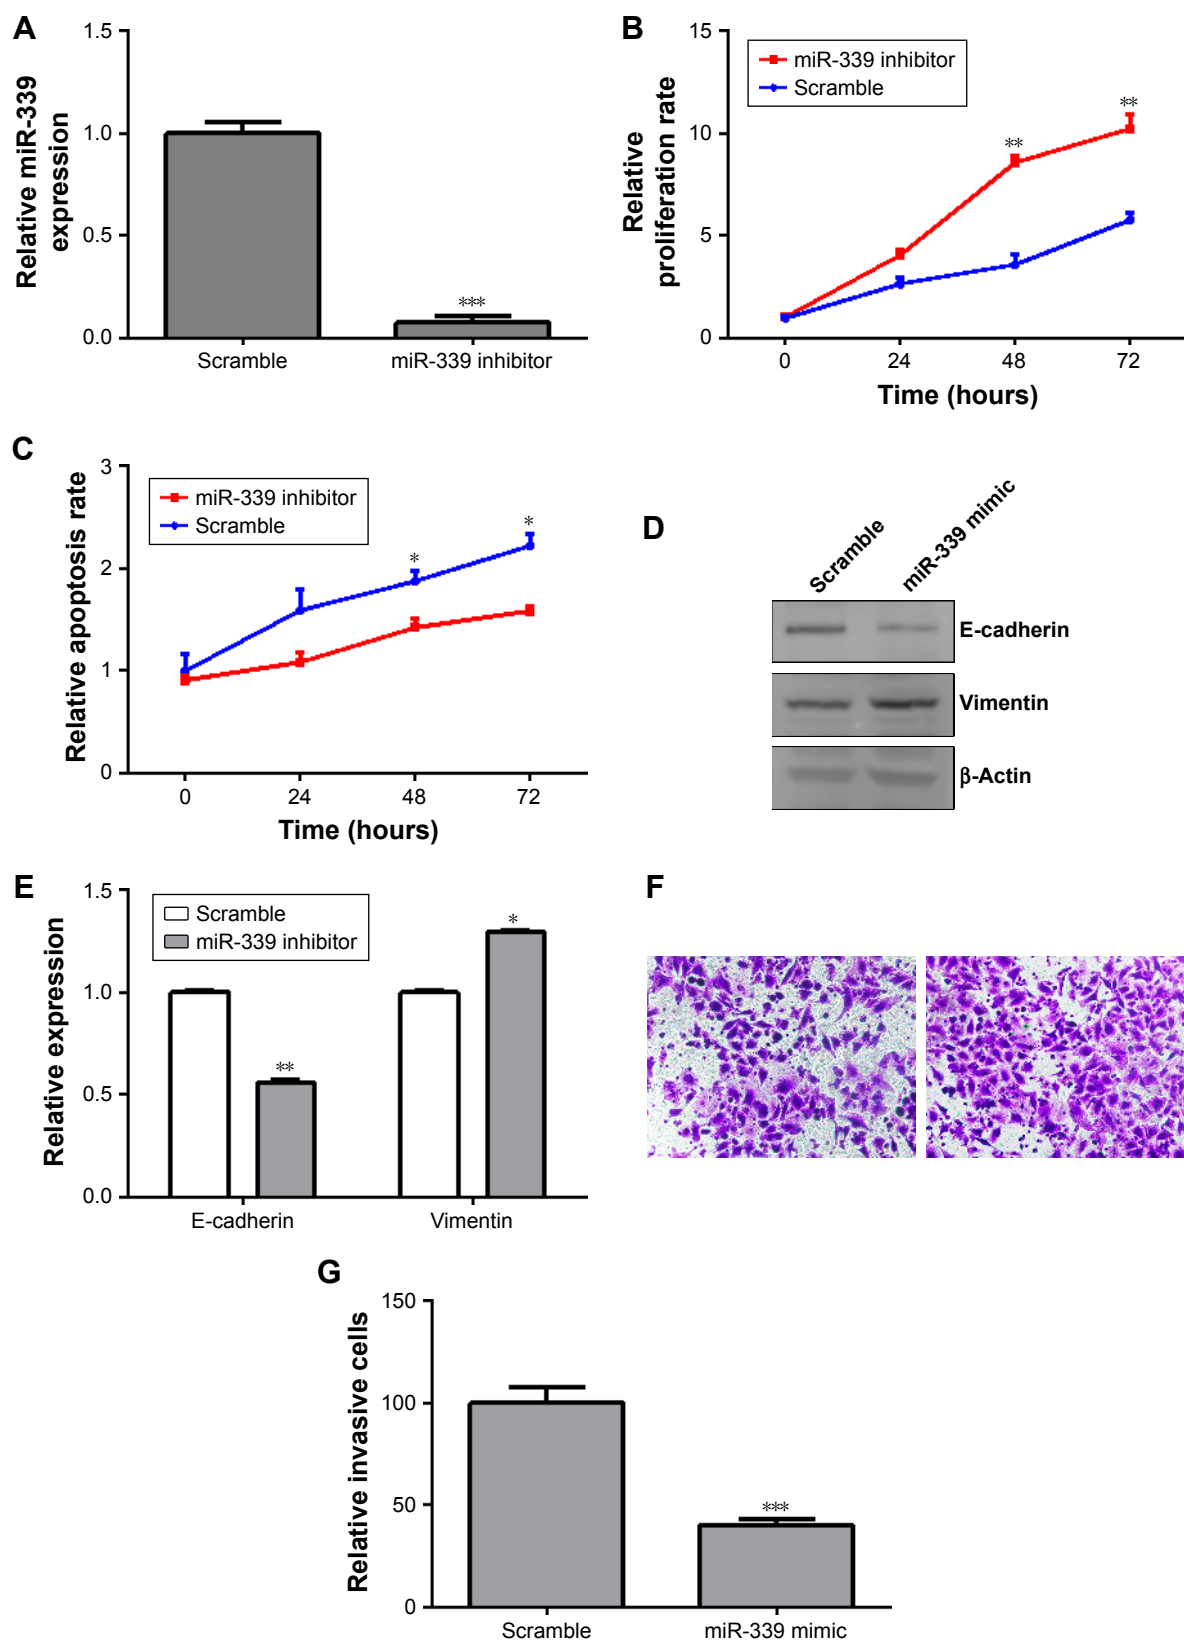 A
Relative miR-339
expression
1.5
1.0
0.5
0.0
***
Scramble
miR-339 inhibitor
B
Relative
proliferation rate
15
10
5
0
miR-339 inhibitor
Scramble
**
**
0
24
48
72
Time (hours)
C
Relative apoptosis rate
3
2
1
0
miR-339 inhibitor
Scramble
*
*
0
24
48
72
Time (hours)
D
Scramble
miR-339 mimic
E-cadherin
Vimentin
β-Actin
E
Relative expression
1.5
1.0
0.5
0.0
Scramble
miR-339 inhibitor
**
*
E-cadherin
Vimentin
F
G
Relative invasive cells
150
100
50
0
***
Scramble
miR-339 mimic